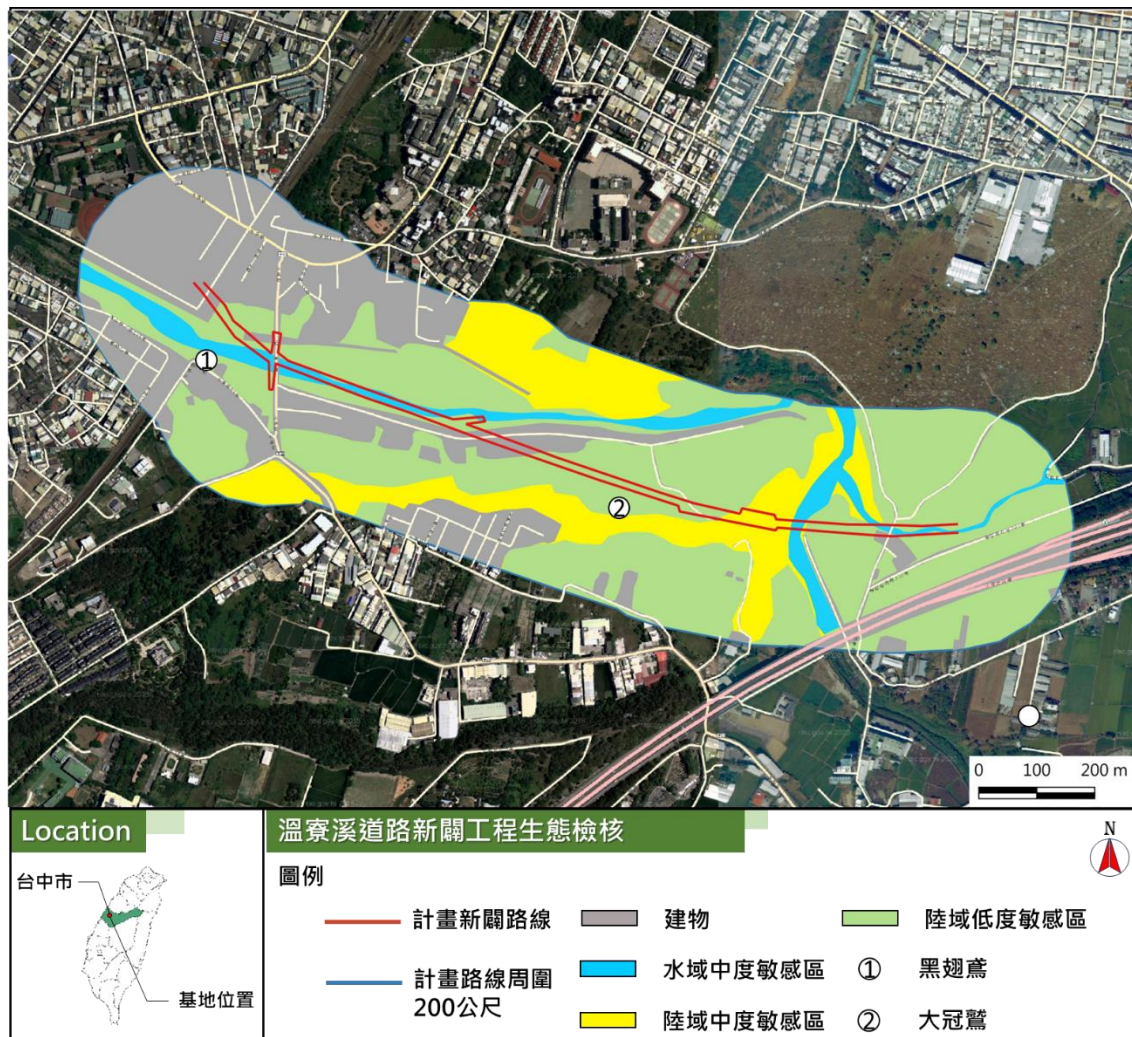 ①
②
0 100 200 m
Location
台中市
基地位置
溫寮溪道路新闢工程生態檢核
N
圖例
計畫新闢路線
建物
陸域低度敏感區
計畫路線周圍
200公尺
水域中度敏感區
① 黑翅鳶
陸域中度敏感區
② 大冠鷲